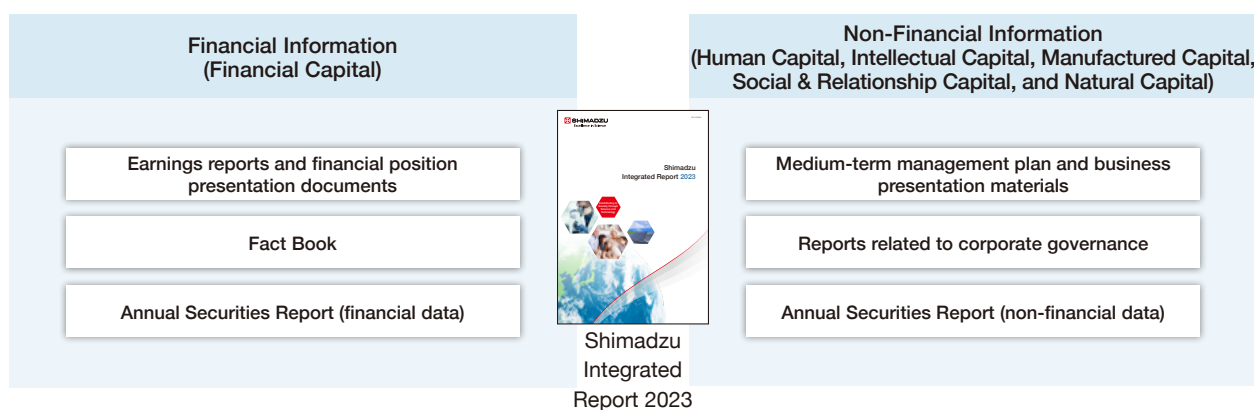 Financial Information
(Financial Capital)
Earnings reports and financial position
presentation documents
Fact Book
Annual Securities Report (financial data)
SHIMADZU
Excellence in Science
Shimadzu
Integrated Report 2023
Shimadzu
Integrated
Report 2023
Non-Financial Information
(Human Capital, Intellectual Capital, Manufactured Capital,
Social & Relationship Capital, and Natural Capital)
Medium-term management plan and business
presentation materials
Reports related to corporate governance
Annual Securities Report (non-financial data)